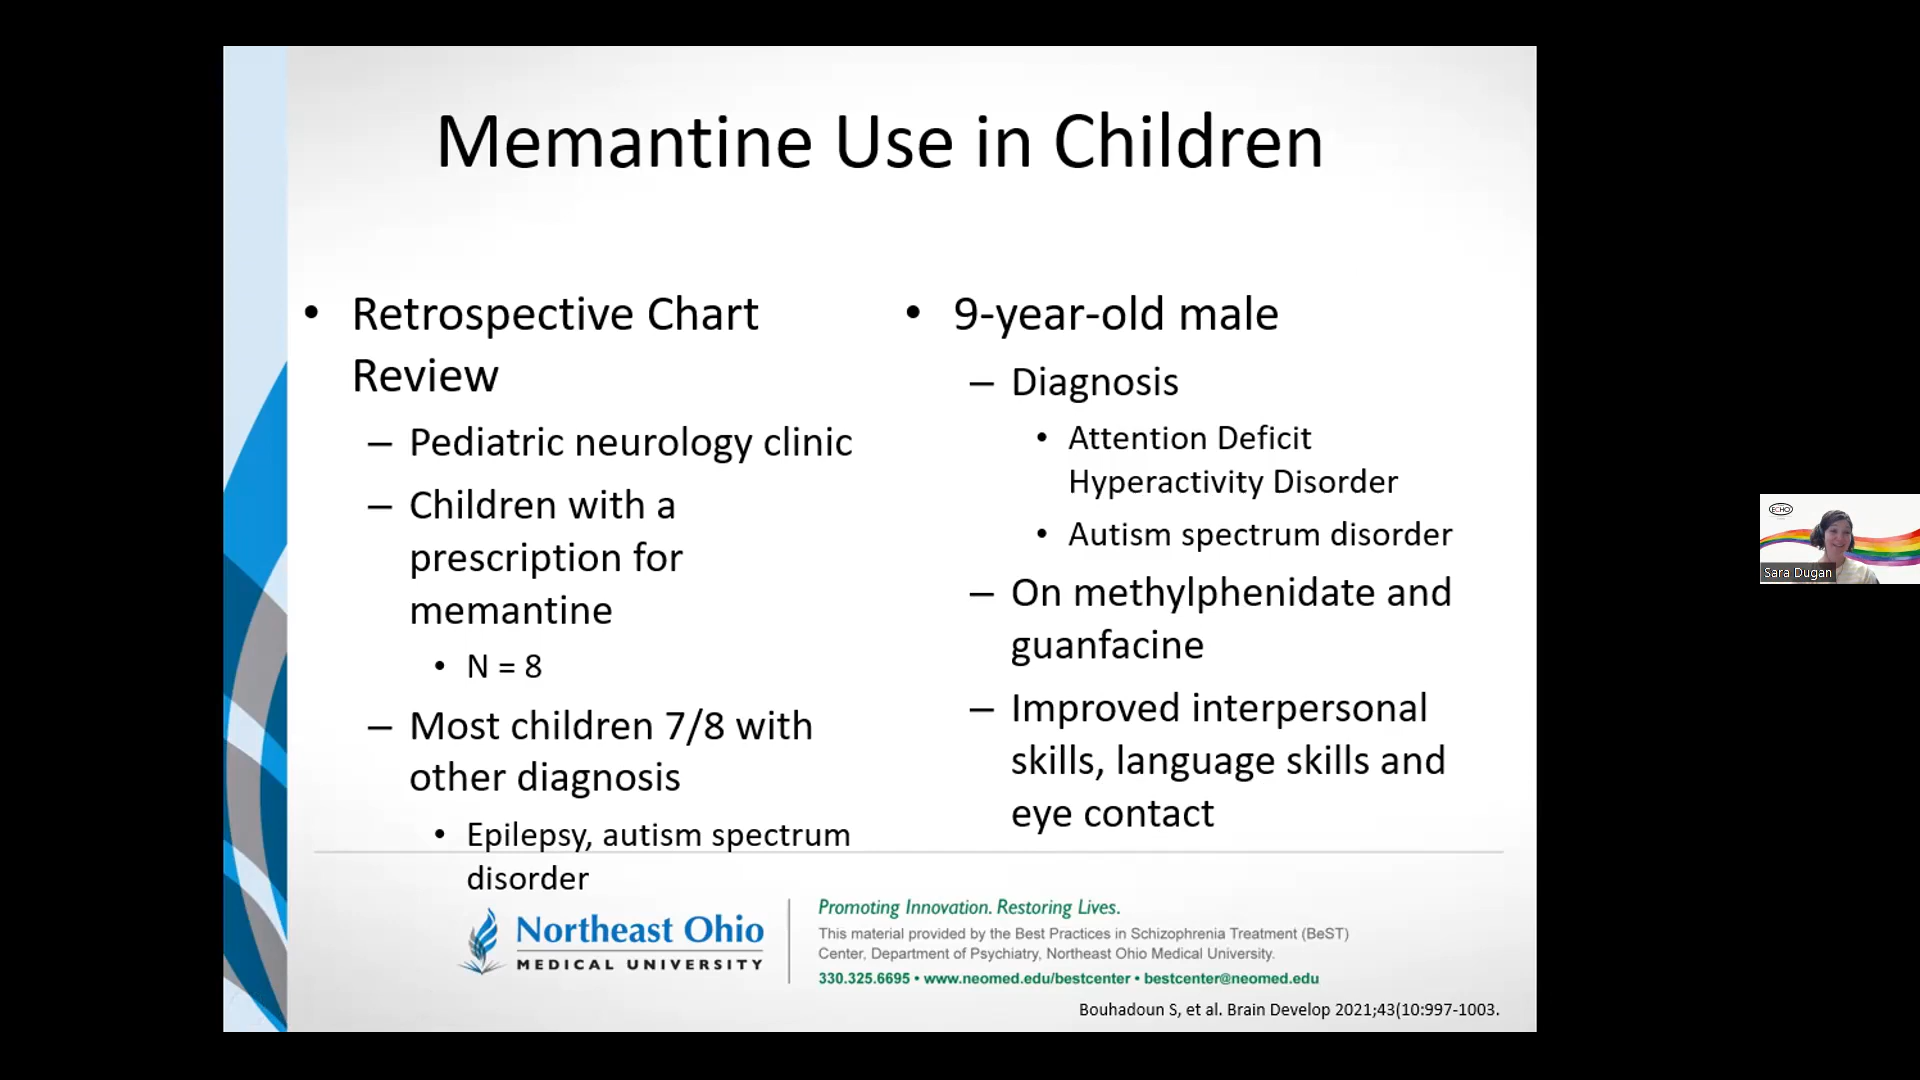 Memantine Use in Children
• Retrospective Chart
Review
– Pediatric neurology clinic
– Children with a
prescription for
memantine
• N = 8
– Most children 7/8 with
other diagnosis
• Epilepsy, autism spectrum
disorder
• 9-year-old male
– Diagnosis
• Attention Deficit
Hyperactivity Disorder
• Autism spectrum disorder
– On methylphenidate and
guanfacine
– Improved interpersonal
skills, language skills and
eye contact
Northeast Ohio
MEDICAL UNIVERSITY
Promoting Innovation. Restoring Lives.
This material provided by the Best Practices in Schizophrenia Treatment (BeST)
Center, Department of Psychiatry, Northeast Ohio Medical University.
330.325.6695 • www.neomed.edu/bestcenter • bestcenter@neomed.edu
Bouhadoun S, et al. Brain Develop 2021;43(10:997-1003.
ECHO
Sara Dugan